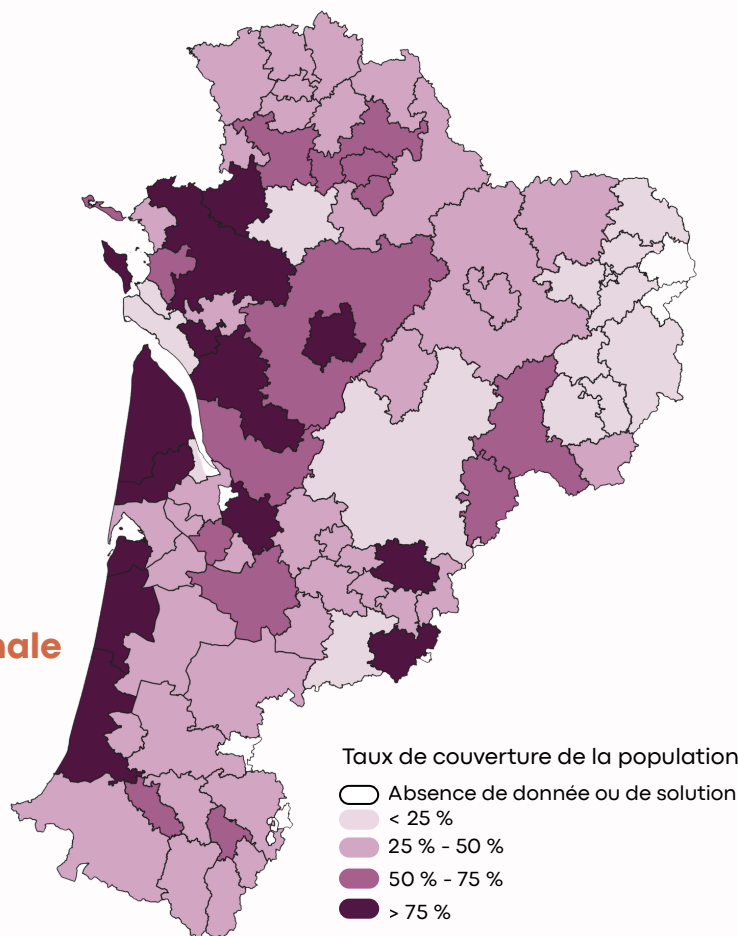 nale
Taux de couverture de la population
Absence de donnée ou de solution
< 25 %
25 % - 50 %
50 % - 75 %
> 75 %